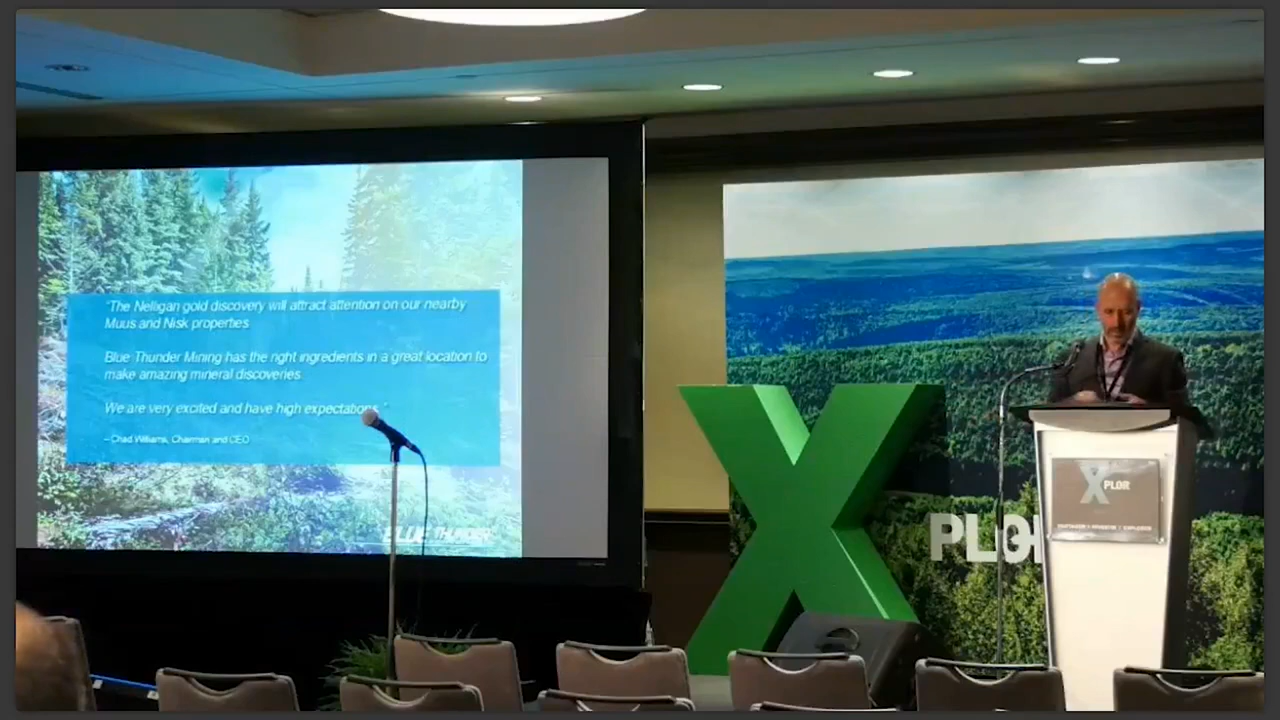 "The Nelligan gold discovery will attract attention on our nearby
Muus and Nisk properties
Blue Thunder Mining has the right ingredients in a great location to
make amazing mineral discoveries
We are very excited and have high expectations."
– Chad Williams, Chairman and CEO
BLUE THUNDER
X
PLOR
XPLOR